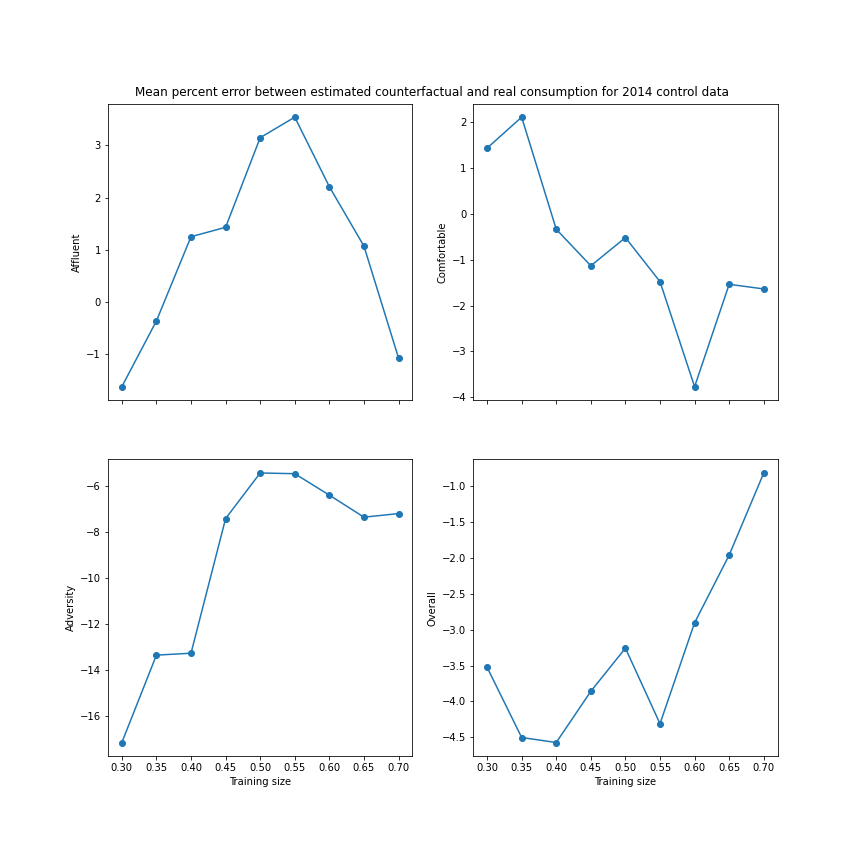 Mean percent error between estimated counterfactual and real consumption for 2014 control data
Affluent
3
2
1
0
−1
Comfortable
2
1
0
−1
−2
−3
−4
Adversity
−6
−8
−10
−12
−14
−16
0.30 0.35 0.40 0.45 0.50 0.55 0.60 0.65 0.70
Training size
Overall
−1.0
−1.5
−2.0
−2.5
−3.0
−3.5
−4.0
−4.5
0.30 0.35 0.40 0.45 0.50 0.55 0.60 0.65 0.70
Training size